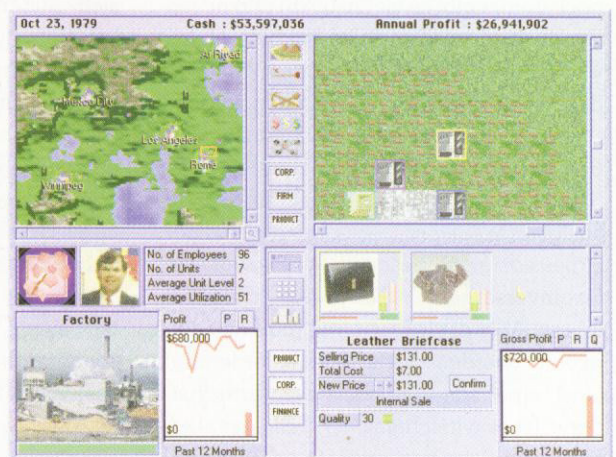 Oct 23, 1979 Cash : $53,597,036 Annual Profit : $26,941,902
Al Riyad
Mexico City
Los Angeles
Rome
Winnipeg
CORP.
FIRM
PRODUCT
No. of Employees 96
No. of Units 7
Average Unit Level 2
Average Utilization 51
Factory
Profit P R
$680,000
$0
Past 12 Months
PRODUCT
CORP.
FINANCE
Leather Briefcase
Selling Price $131.00
Total Cost $7.00
New Price - + $131.00 Confirm
Internal Sale
Quality 30
Gross Profit P R Q
$720,000
$0
Past 12 Months